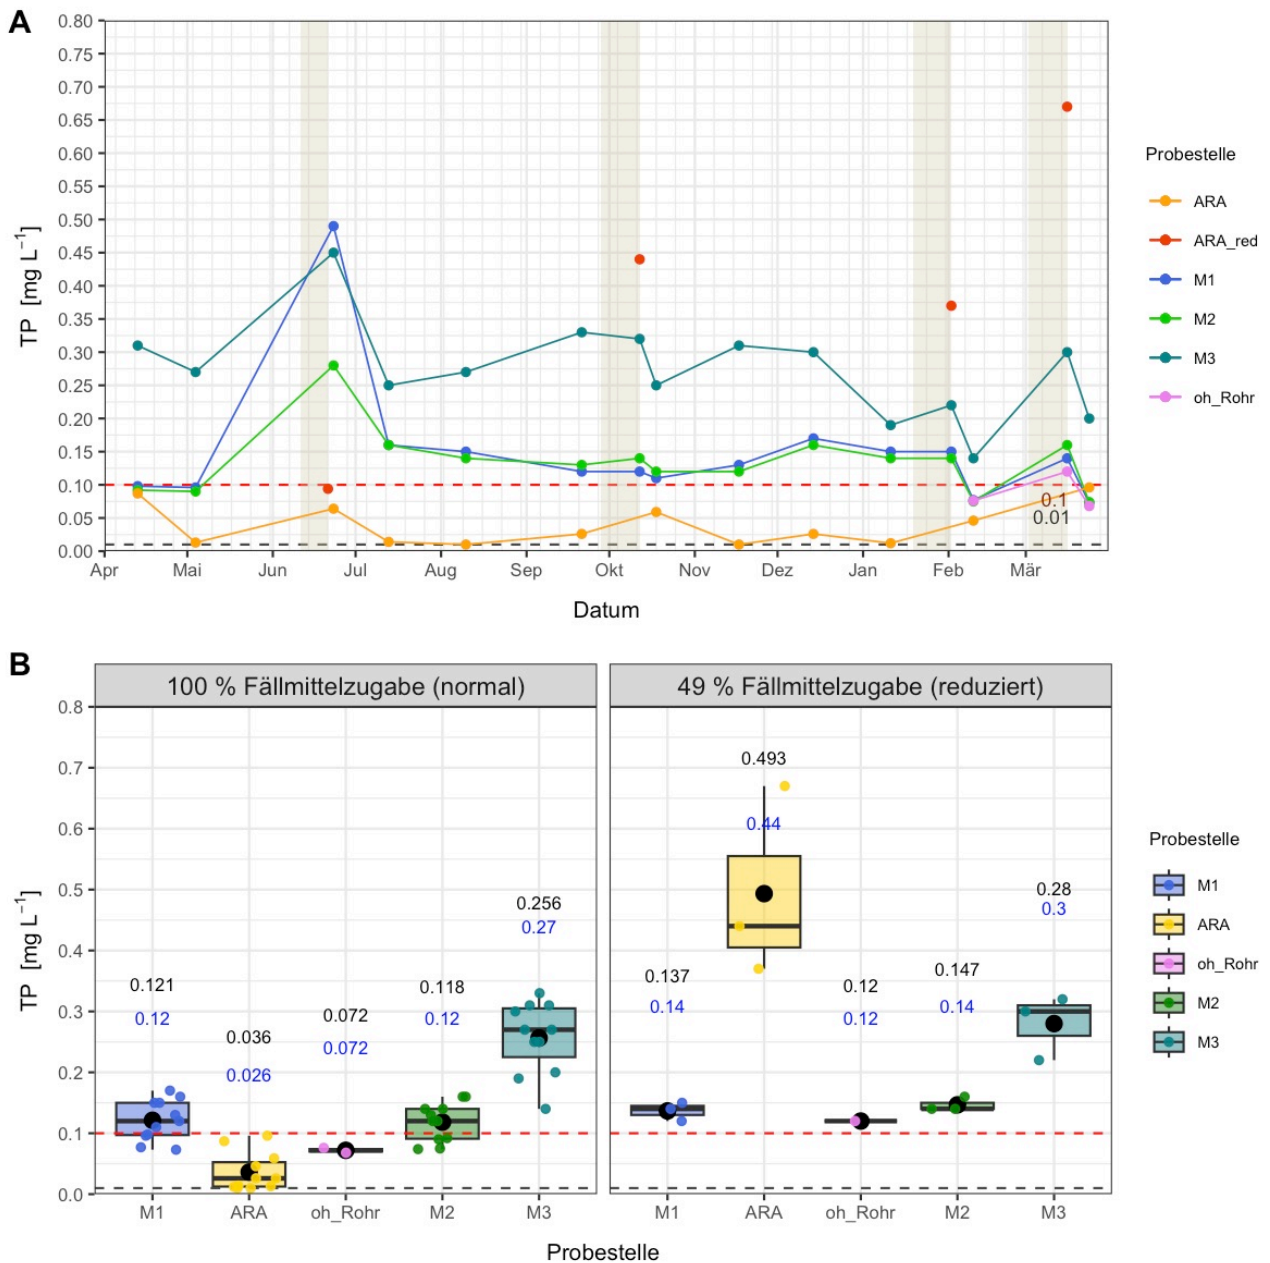 A
0.80
0.75
0.70
0.65
0.60
0.55
0.50
0.45
0.40
0.35
0.30
0.25
0.20
0.15
0.10
0.05
0.00
TP [mg L⁻¹]
0.1
0.01
Apr Mai Jun Jul Aug Sep Okt Nov Dez Jan Feb Mär
Datum
Probestelle
ARA
ARA_red
M1
M2
M3
oh_Rohr
B
100 % Fällmittelzugabe (normal)
49 % Fällmittelzugabe (reduziert)
0.8
0.7
0.6
0.5
0.4
0.3
0.2
0.1
0.0
TP [mg L⁻¹]
0.121
0.12
0.036
0.026
0.072
0.072
0.118
0.12
0.256
0.27
0.137
0.14
0.493
0.44
0.12
0.12
0.147
0.14
0.28
0.3
M1 ARA oh_Rohr M2 M3
M1 ARA oh_Rohr M2 M3
Probestelle
Probestelle
M1
ARA
oh_Rohr
M2
M3